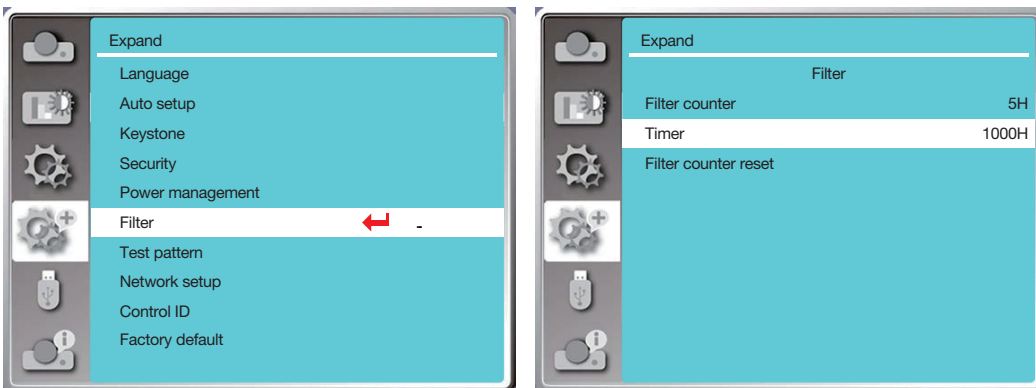 Expand
Language
Auto setup
Keystone
Security
Power management
Filter -
Test pattern
Network setup
Control ID
Factory default
Expand
Filter
Filter counter 5H
Timer 1000H
Filter counter reset